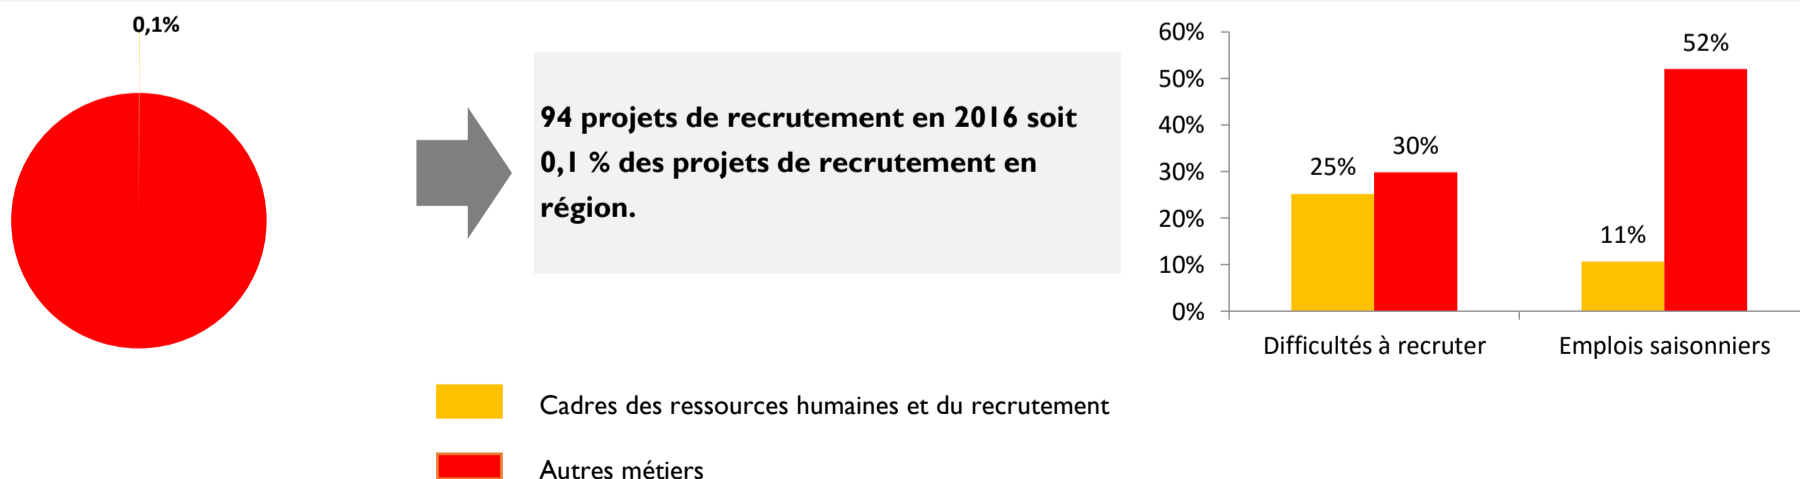 0,1%
94 projets de recrutement en 2016 soit
0,1 % des projets de recrutement en
région.
60%
50%
40%
30%
20%
10%
0%
25%
30%
11%
52%
Difficultés à recruter
Emplois saisonniers
Cadres des ressources humaines et du recrutement
Autres métiers